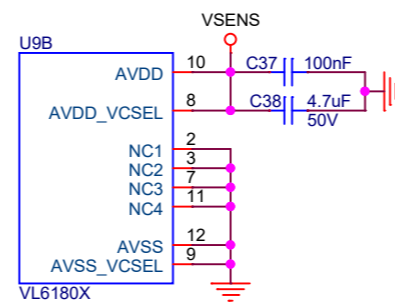 VSENS
U9B
AVDD 10 C37 100nF
AVDD_VCSEL 8 C38 4.7uF
50V
NC1 2
NC2 3
NC3 7
NC4 11
AVSS 12
AVSS_VCSEL 9
VL6180X